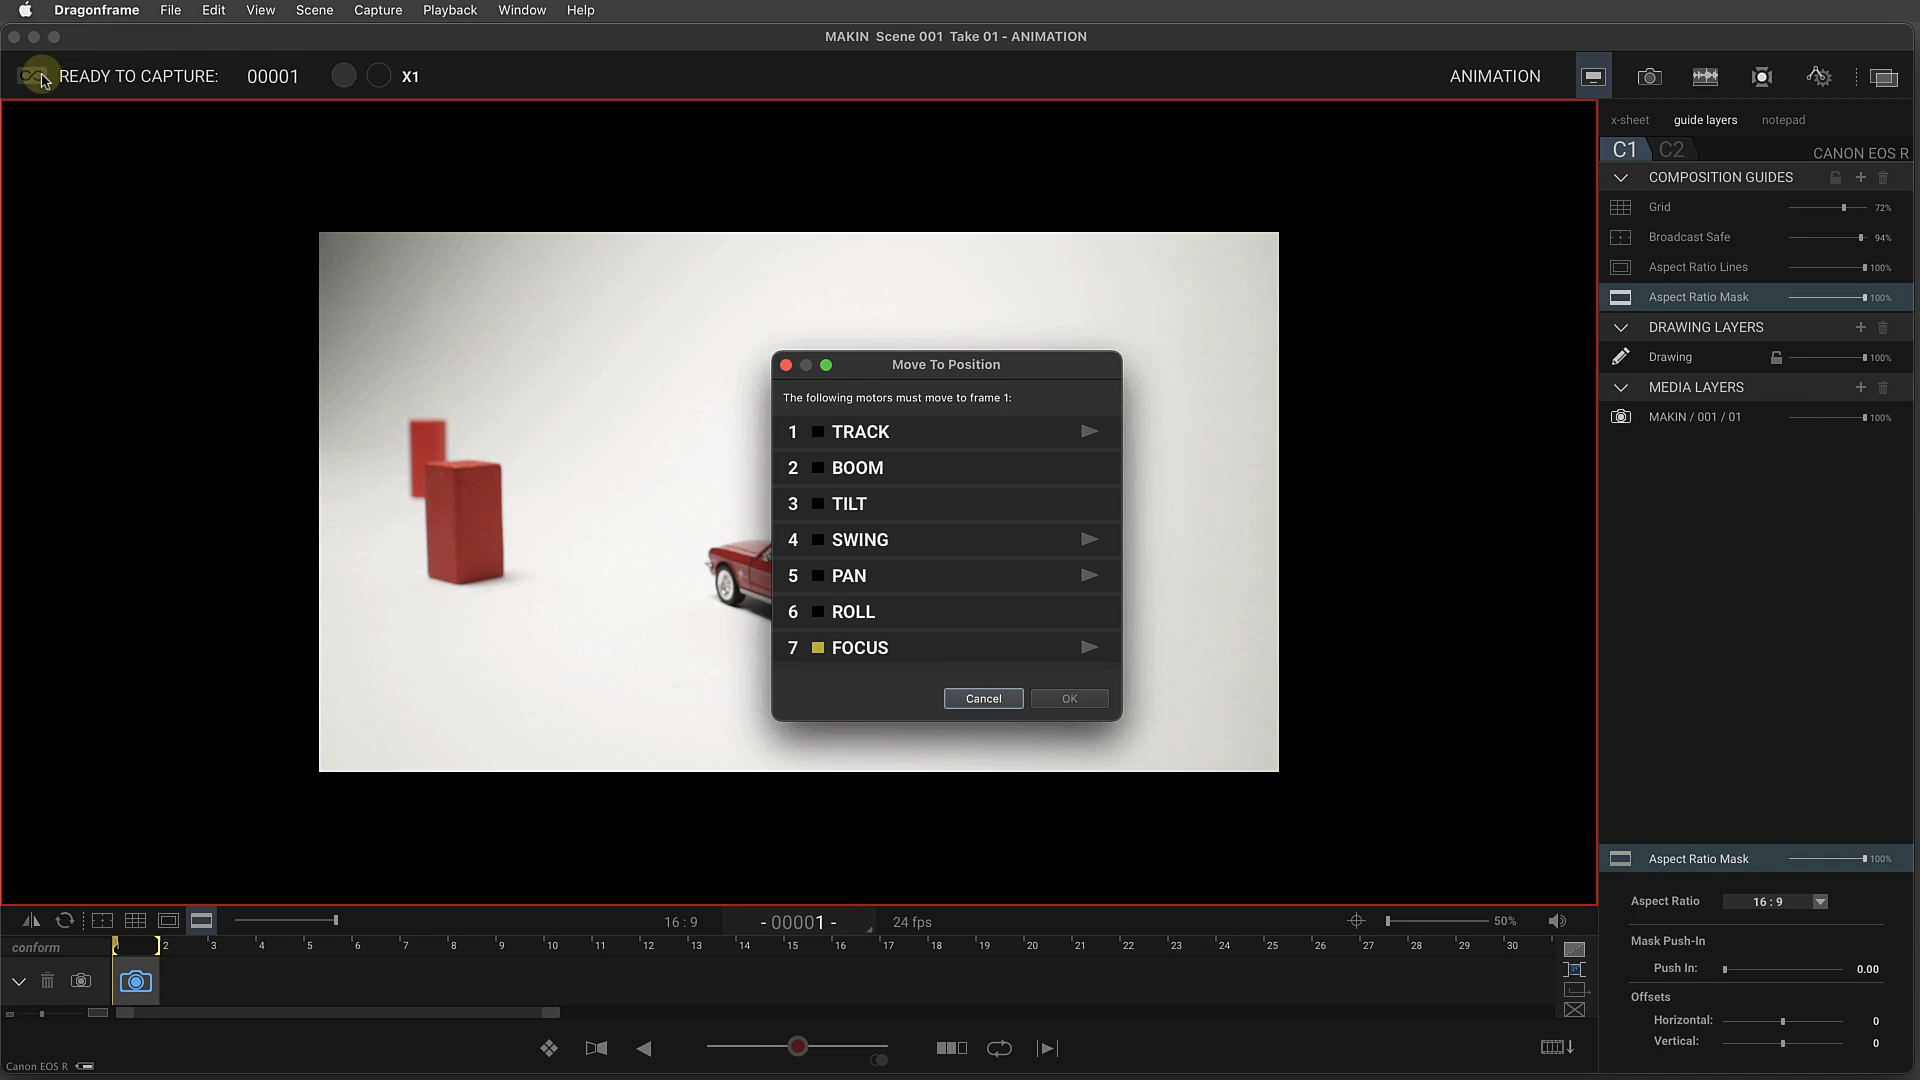 Dragonframe File Edit View Scene Capture Playback Window Help
MAKIN Scene 001 Take 01 - ANIMATION
READY TO CAPTURE: 00001 X1
ANIMATION
x-sheet guide layers notepad
C1 C2 CANON EOS R
COMPOSITION GUIDES
Grid 72%
Broadcast Safe 94%
Aspect Ratio Lines 100%
Aspect Ratio Mask 100%
DRAWING LAYERS
Drawing 100%
MEDIA LAYERS
MAKIN / 001 / 01 100%
Move To Position
The following motors must move to frame 1:
1 TRACK
2 BOOM
3 TILT
4 SWING
5 PAN
6 ROLL
7 FOCUS
Cancel OK
Aspect Ratio Mask 100%
Aspect Ratio 16 : 9
Mask Push-In
Push In: 0.00
Offsets
Horizontal: 0
Vertical: 0
16 : 9 - 00001 - 24 fps 50%
conform 1 2 3 4 5 6 7 8 9 10 11 12 13 14 15 16 17 18 19 20 21 22 23 24 25 26 27 28 29 30
Canon EOS R